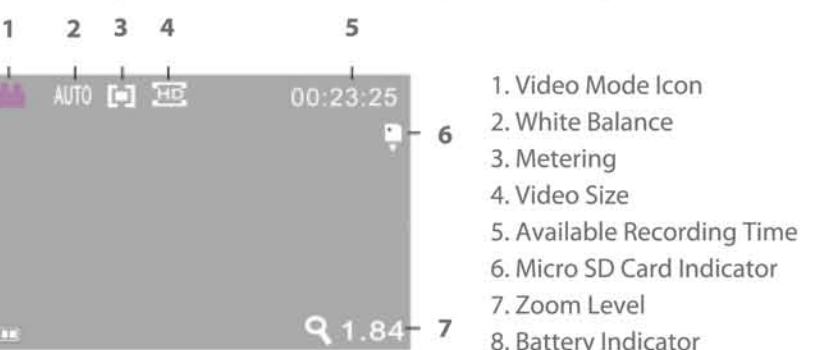 1 2 3 4 5
AUTO HD 00:23:25
6
1.84 7
1. Video Mode Icon
2. White Balance
3. Metering
4. Video Size
5. Available Recording Time
6. Micro SD Card Indicator
7. Zoom Level
8. Battery Indicator